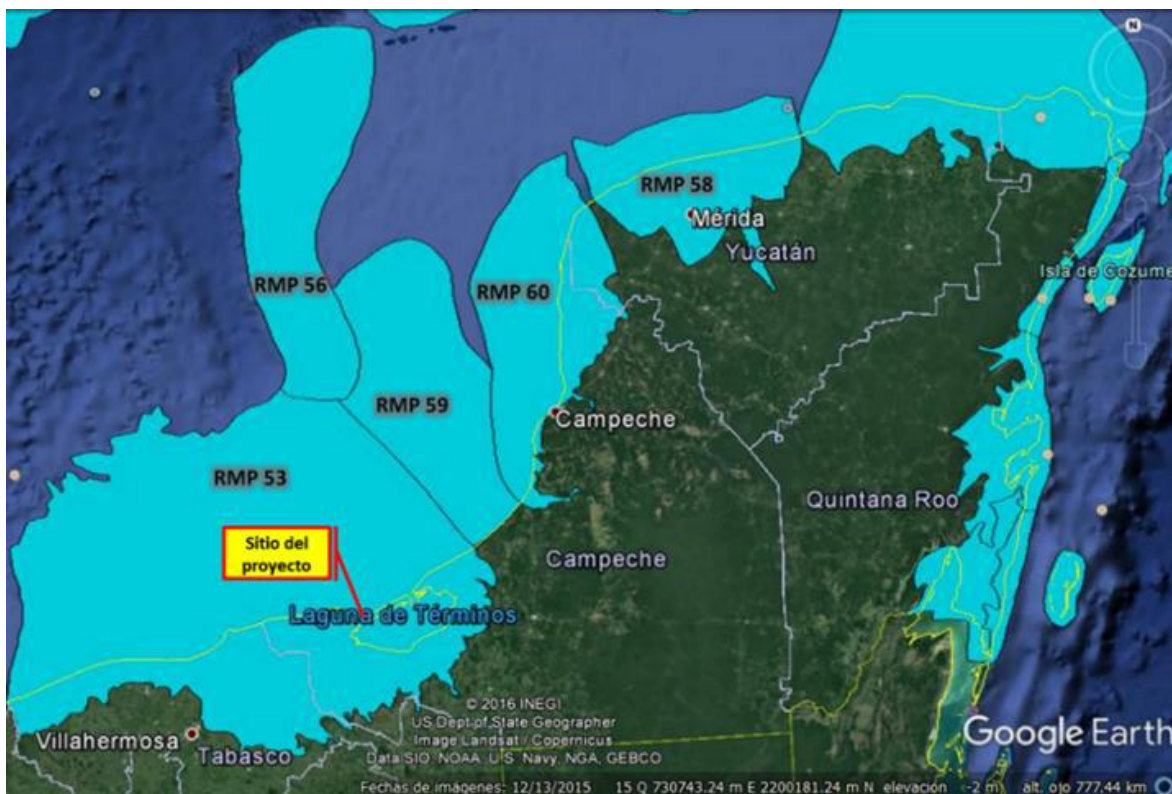 N
RMP 58
Mérida
Yucatán
Isla de Cozume
RMP 56
RMP 60
RMP 59
Campeche
RMP 53
Quintana Roo
Sitio del
proyecto
Campeche
Laguna de Términos
© 2016 INEGI
US Dept of State Geographer
Image Landsat / Copernicus
Data SIO, NOAA, U.S. Navy, NGA, GEBCO
Villahermosa
Tabasco
Google Earth
Fechas de imágenes: 12/13/2015 15 Q 730743.24 m E 2200181.24 m N elevación -2 m alt. ojo 777.44 km